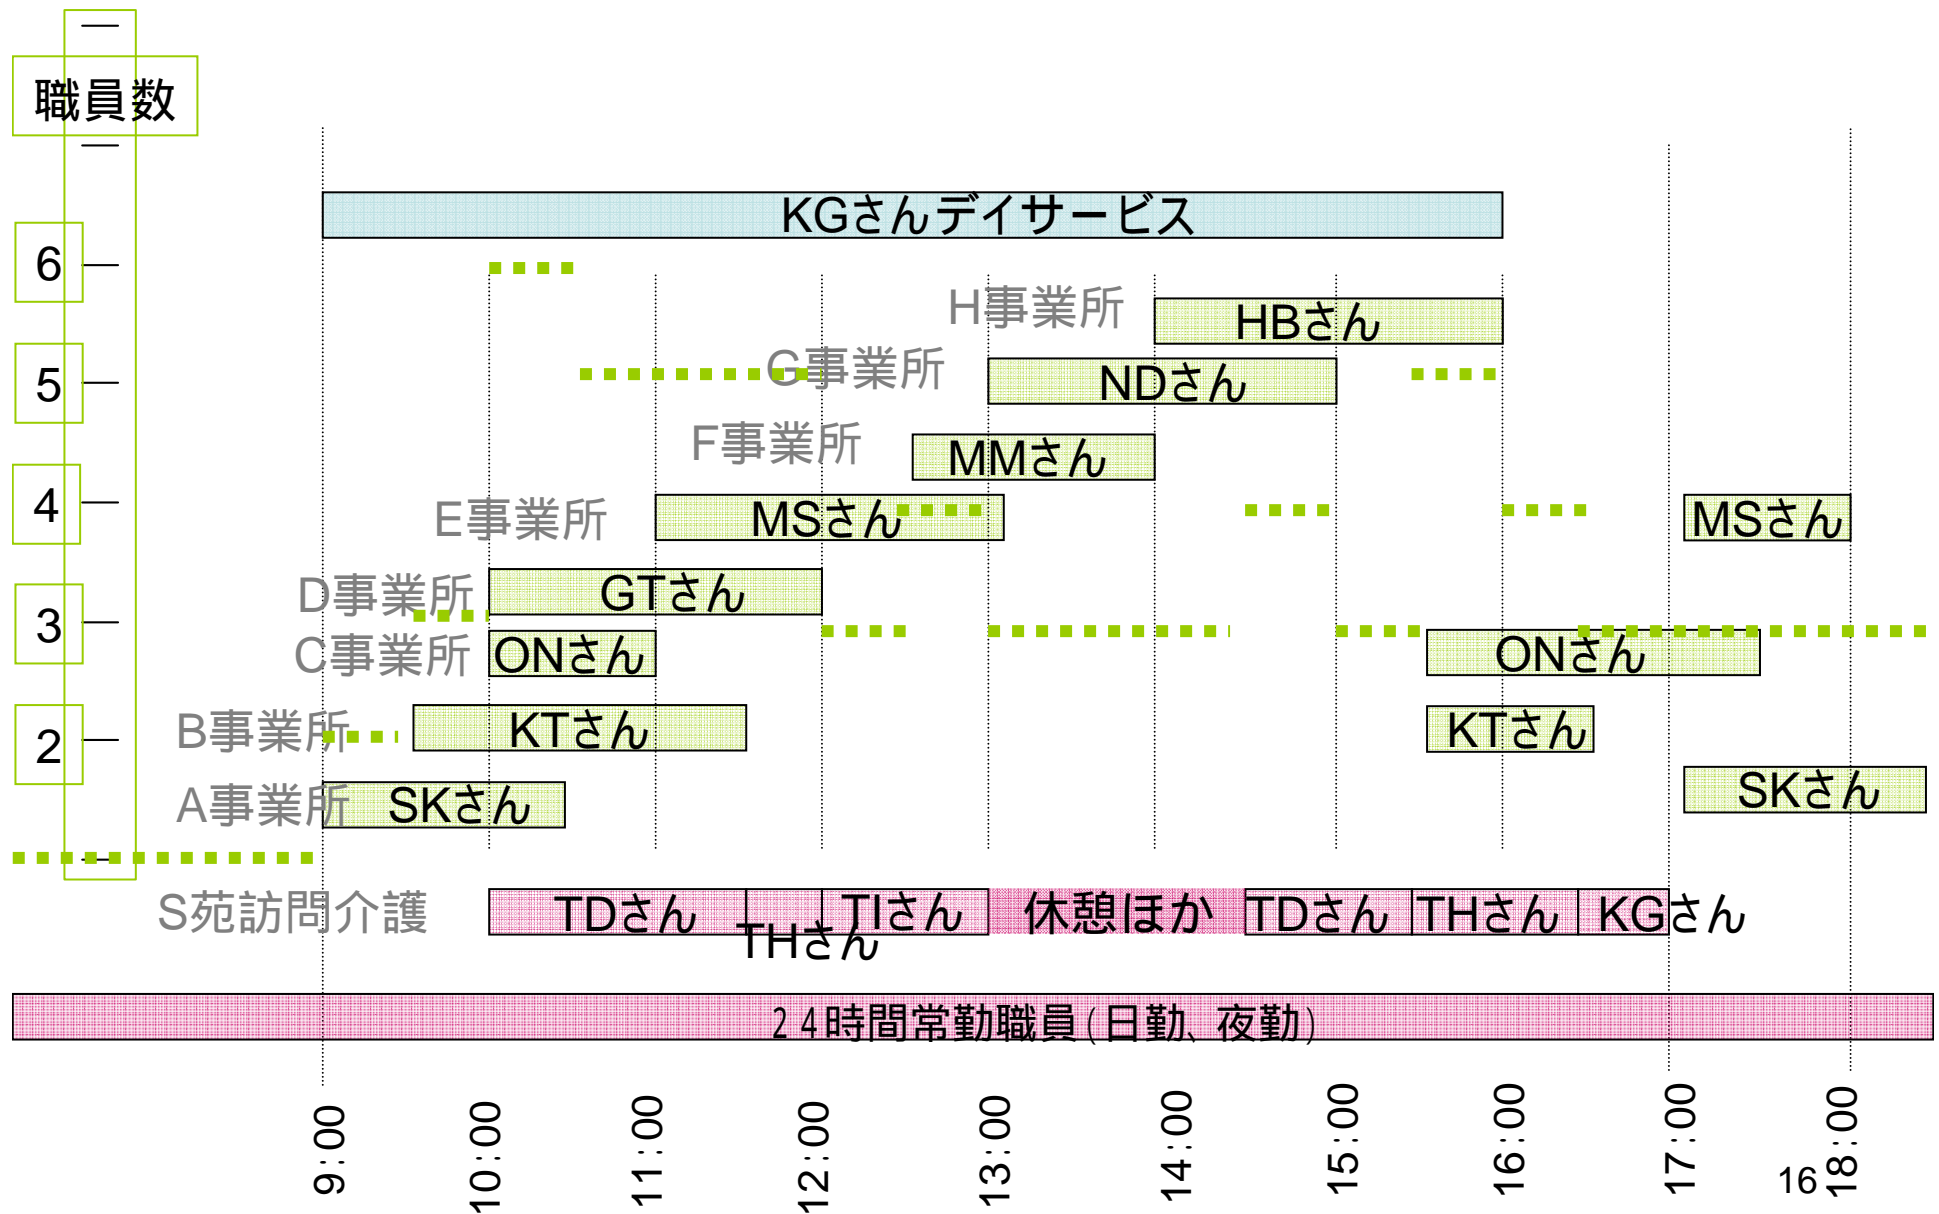 職員数
KGさんデイサービス
6
H事業所
HBさん
5
G事業所
NDさん
F事業所
MMさん
4
E事業所
MSさん
MSさん
D事業所
GTさん
3
C事業所
ONさん
ONさん
2
B事業所
KTさん
KTさん
A事業所
SKさん
SKさん
S苑訪問介護
TDさん
THさん
TIさん
休憩ほか
TDさん
THさん
KGさん
24時間常勤職員(日勤、夜勤)
9:00
10:00
11:00
12:00
13:00
14:00
15:00
16:00
17:00
18:00
16